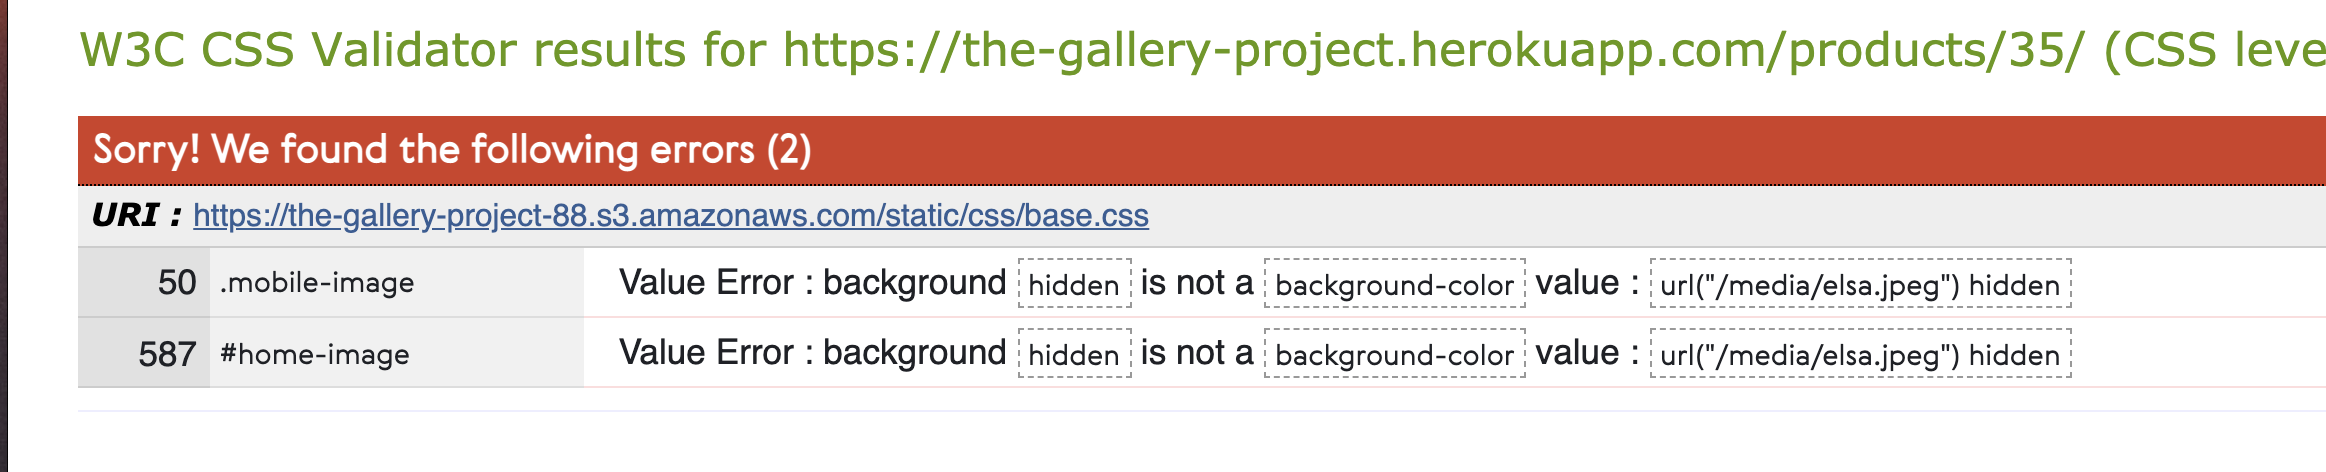 W3C CSS Validator results for https://the-gallery-project.herokuapp.com/products/35/ (CSS leve
Sorry! We found the following errors (2)
URI : https://the-gallery-project-88.s3.amazonaws.com/static/css/base.css
50 .mobile-image Value Error : background hidden is not a background-color value : url("/media/elsa.jpeg") hidden
587 #home-image Value Error : background hidden is not a background-color value : url("/media/elsa.jpeg") hidden